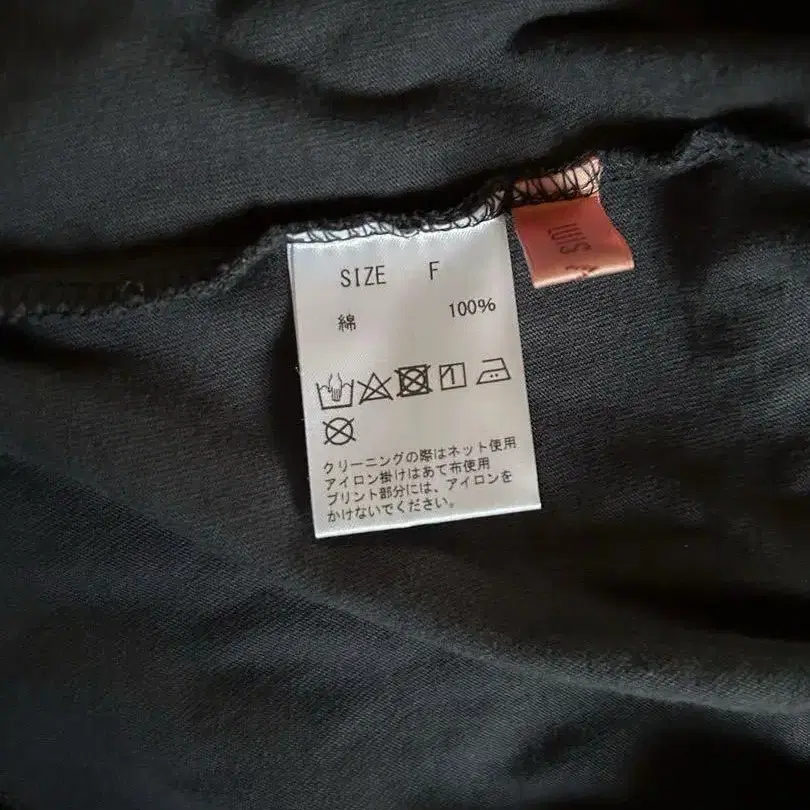 SIZE F
綿 100%
クリーニングの際はネット使用
アイロン掛けはあて布使用
プリント部分には、アイロンを
かけないでください。
LUIS